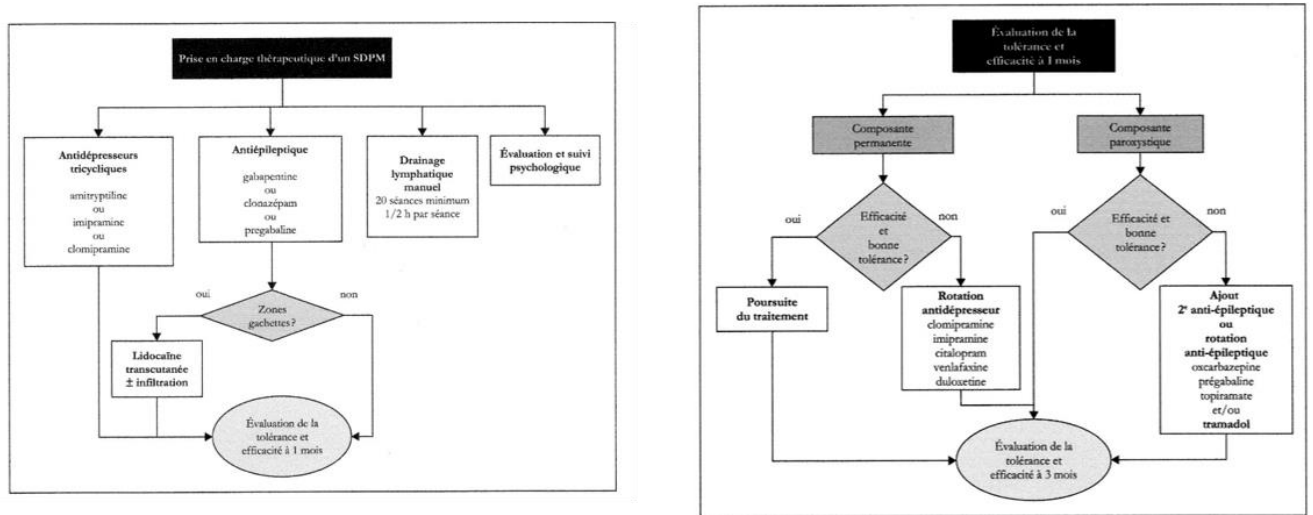 Prise en charge thérapeutique d'un SDPM
Antidépresseurs
tricycliques
amitryptiline
ou
imipramine
ou
clomipramine
Antiépileptique
gabapentine
ou
clonazépam
ou
pregabaline
Drainage
lymphatique
manuel
20 séances minimum
1/2 h par séance
Évaluation et suivi
psychologique
oui
non
Zones
gachettes?
Lidocaïne
transcutanée
± infiltration
Évaluation de la
tolérance et
efficacité à 1 mois
Évaluation de la
tolérance et
efficacité à 1 mois
Composante
permanente
Composante
paroxystique
oui
non
Efficacité
et
bonne
tolérance?
oui
non
Efficacité et
bonne
tolérance?
Poursuite
du traitement
Rotation
antidépresseur
clomipramine
imipramine
citalopram
venlafaxine
duloxetine
Ajout
2e anti-épileptique
ou
rotation
anti-épileptique
oxcarbazepine
prégabaline
topiramate
et/ou
tramadol
Évaluation de la
tolérance et
efficacité à 3 mois